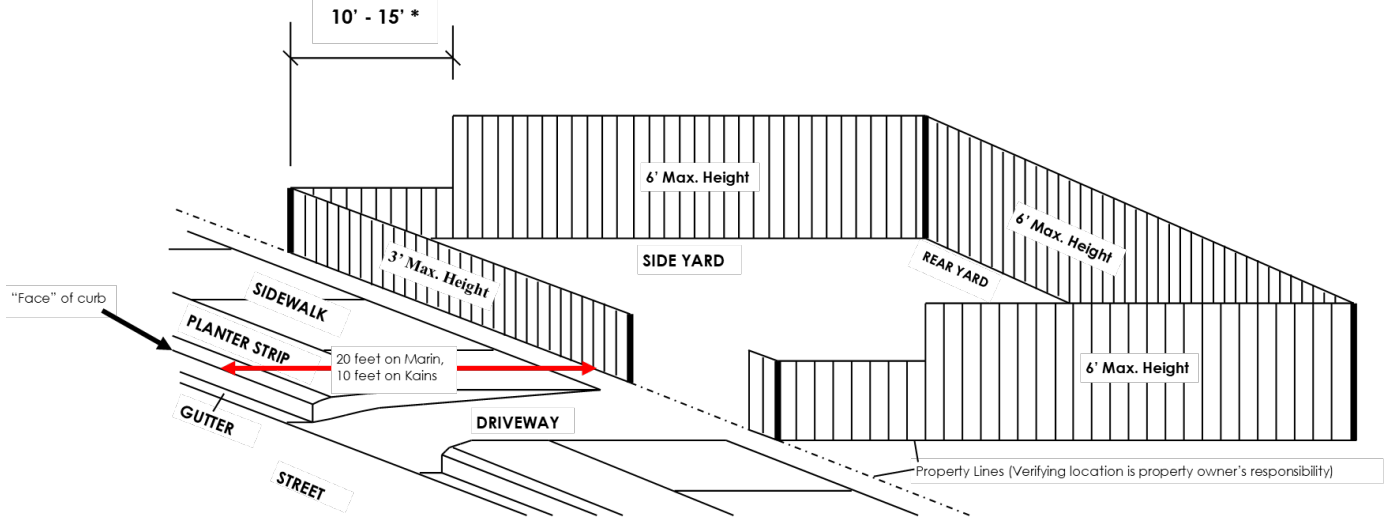 10’ - 15’ *
6’ Max. Height
6’ Max. Height
SIDE YARD
REAR YARD
3’ Max. Height
“Face” of curb
SIDEWALK
PLANTER STRIP
20 feet on Marin,
10 feet on Kains
6’ Max. Height
GUTTER
DRIVEWAY
STREET
Property Lines (Verifying location is property owner’s responsibility)